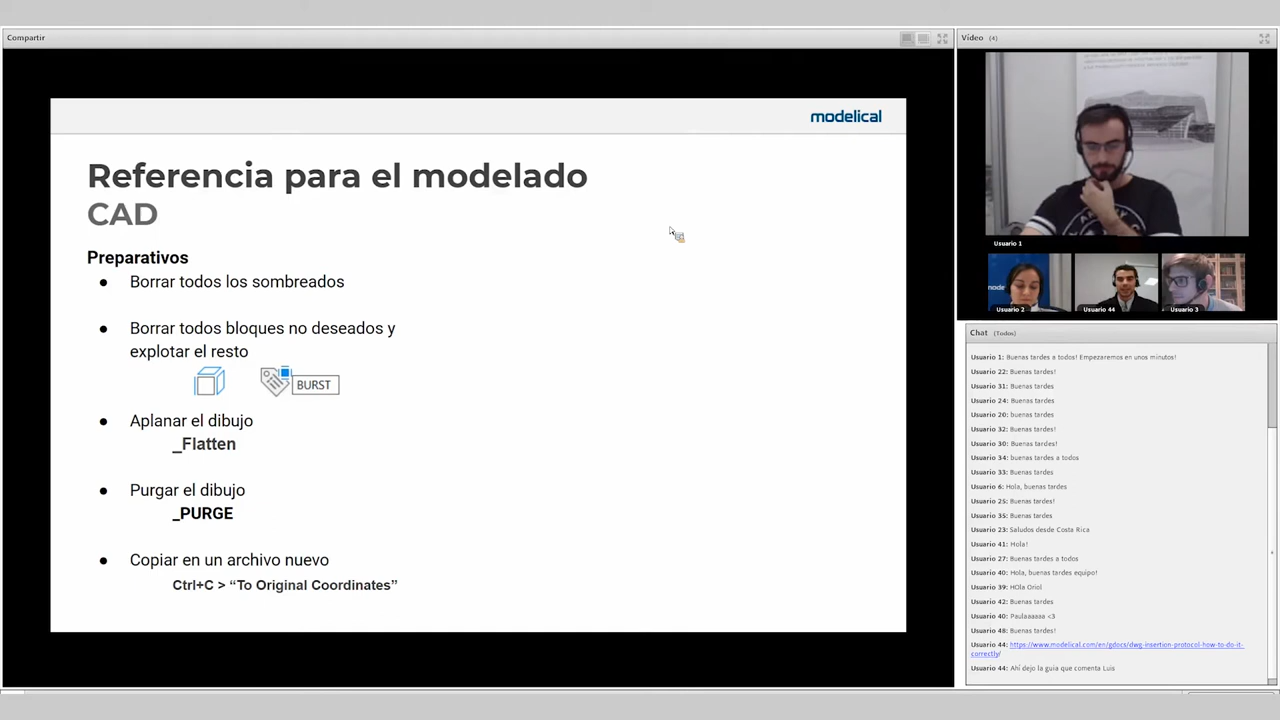 Compartir
modelical
Referencia para el modelado
CAD
Preparativos
● Borrar todos los sombreados
● Borrar todos bloques no deseados y
explotar el resto
BURST
● Aplanar el dibujo
_Flatten
● Purgar el dibujo
_PURGE
● Copiar en un archivo nuevo
Ctrl+C > “To Original Coordinates”
Vídeo (4)
Usuario 1
Usuario 2
Usuario 44
Usuario 3
Chat (Todos)
Usuario 1: Buenas tardes a todos! Empezaremos en unos minutos!
Usuario 22: Buenas tardes!
Usuario 31: Buenas tardes
Usuario 24: Buenas tardes
Usuario 20: buenas tardes
Usuario 32: Buenas tardes!
Usuario 30: Buenas tardes!
Usuario 34: buenas tardes a todos
Usuario 33: Buenas tardes
Usuario 6: Hola, buenas tardes
Usuario 25: Buenas tardes!
Usuario 35: Buenas tardes
Usuario 23: Saludos desde Costa Rica
Usuario 41: Hola!
Usuario 27: Buenas tardes a todos
Usuario 40: Hola, buenas tardes equipo!
Usuario 39: HOla Oriol
Usuario 42: Buenas tardes
Usuario 40: Paulaaaaaa <3
Usuario 48: Buenas tardes!
Usuario 44: https://www.modelical.com/en/gdocs/dwg-insertion-protocol-how-to-do-it-
correctly/
Usuario 44: Ahí dejo la guia que comenta Luis